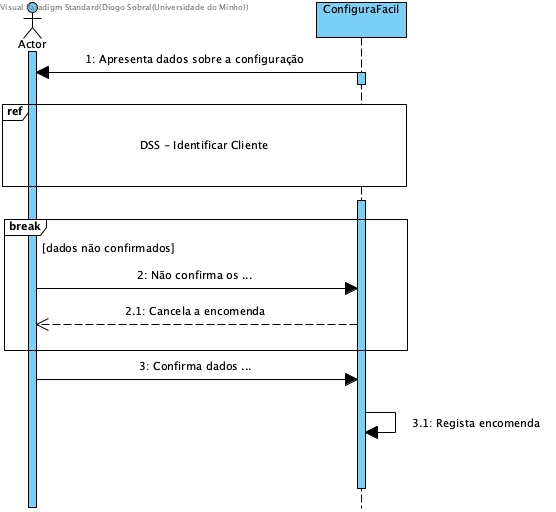 Visual Paradigm Standard(Diogo Sobral(Universidade do Minho))
ConfiguraFacil
Actor
1: Apresenta dados sobre a configuração
ref
DSS - Identificar Cliente
break
[dados não confirmados]
2: Não confirma os ...
2.1: Cancela a encomenda
3: Confirma dados ...
3.1: Regista encomenda